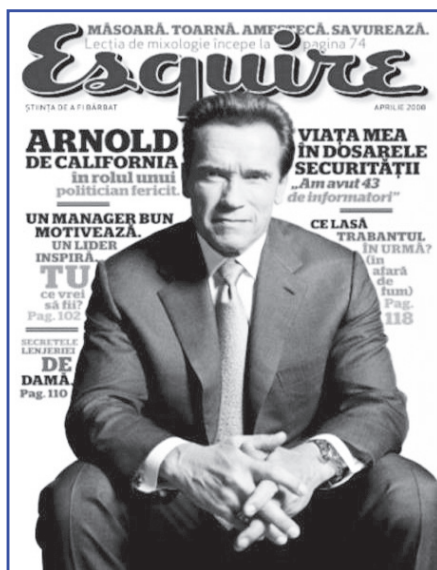 MĂSOARĂ. TOARNĂ. AMESTECĂ. SAVUREAZĂ.
Lecția de mixologie începe la pagina 74
Esquire
ȘTIINȚA DE A FI BĂRBAT
APRILIE 2008
ARNOLD
DE CALIFORNIA
în rolul unui
politician fericit.
UN MANAGER BUN
MOTIVEAZĂ.
UN LIDER
INSPIRĂ.
TU
ce vrei
să fii?
Pag. 102
SECRETELE
LENJERIEI
DE
DAMĂ.
Pag. 110
VIAȚA MEA
ÎN DOSARELE
SECURITĂȚII
„Am avut 43
de informatori”
CE LASĂ
TRABANTUL
ÎN URMĂ?
(în
afară
de
fum)
Pag.
118